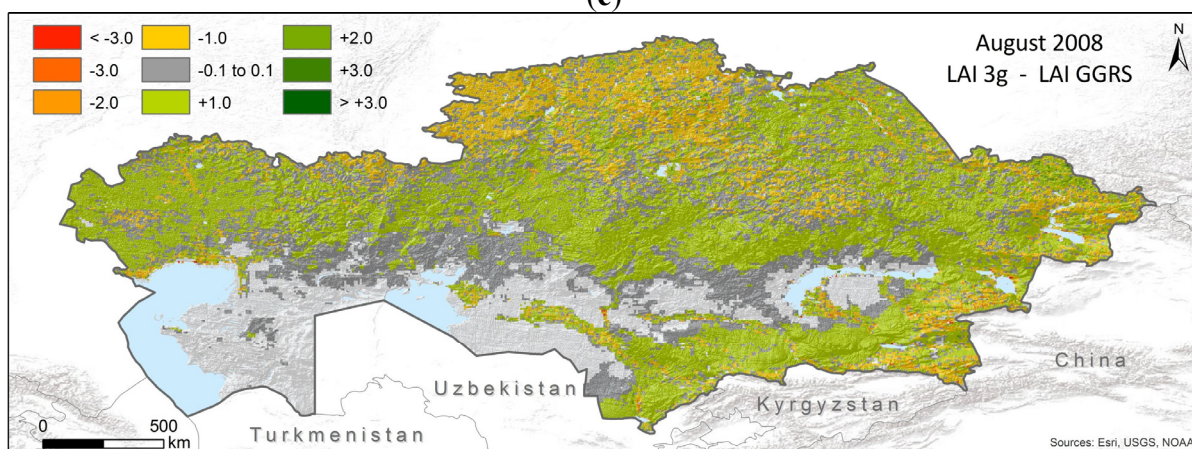 (c)
< -3.0 -1.0 +2.0
-3.0 -0.1 to 0.1 +3.0
-2.0 +1.0 > +3.0
August 2008
LAI 3g - LAI GGRS
N
China
Uzbekistan
Kyrgyzstan
Turkmenistan
0 500
km
Sources: Esri, USGS, NOAA